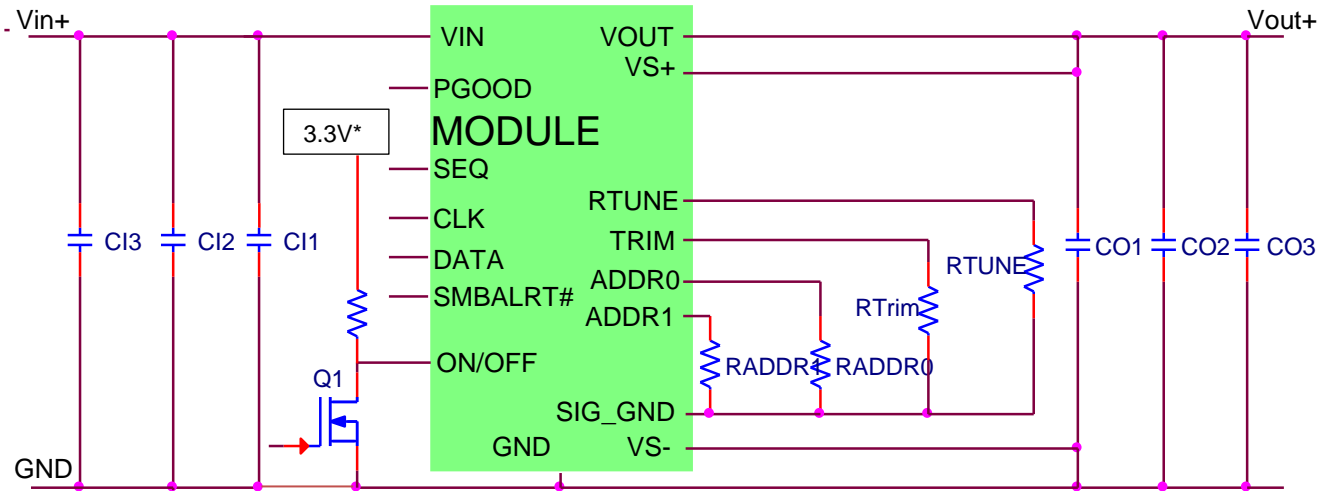 Vin+
Vout+
VIN
VOUT
VS+
PGOOD
3.3V*
MODULE
SEQ
RTUNE
CLK
TRIM
CI3
CI2
CI1
CO1
CO2
CO3
DATA
RTUNE
ADDR0
SMBALRT#
RTrim
ADDR1
ON/OFF
RADDR1
RADDR0
Q1
SIG_GND
GND
VS-
GND